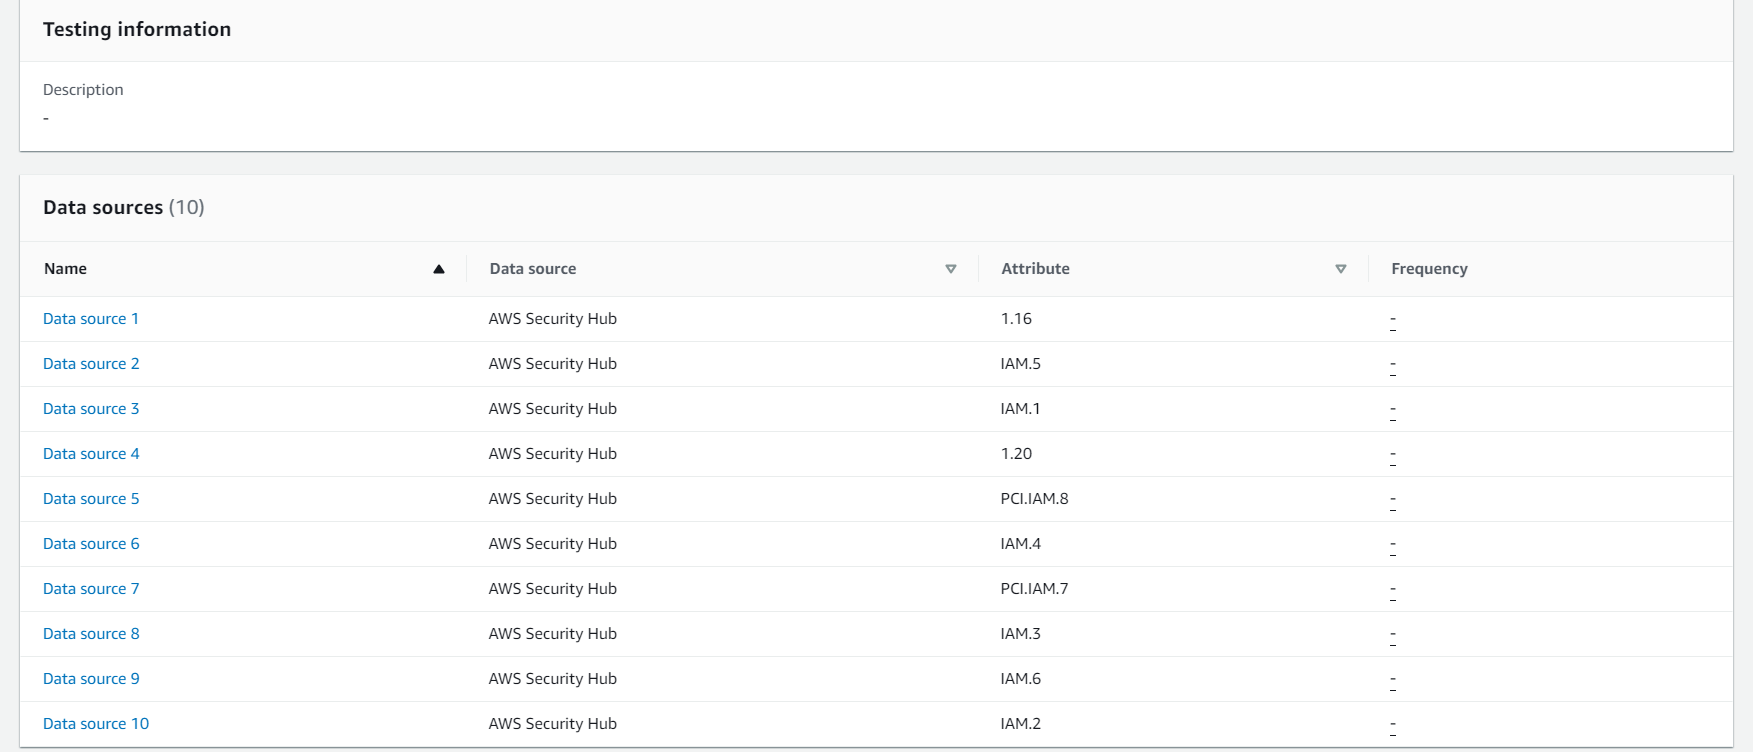 Testing information
Description
-
Data sources (10)
Name Data source Attribute Frequency
Data source 1 AWS Security Hub 1.16 -
Data source 2 AWS Security Hub IAM.5 -
Data source 3 AWS Security Hub IAM.1 -
Data source 4 AWS Security Hub 1.20 -
Data source 5 AWS Security Hub PCI.IAM.8 -
Data source 6 AWS Security Hub IAM.4 -
Data source 7 AWS Security Hub PCI.IAM.7 -
Data source 8 AWS Security Hub IAM.3 -
Data source 9 AWS Security Hub IAM.6 -
Data source 10 AWS Security Hub IAM.2 -